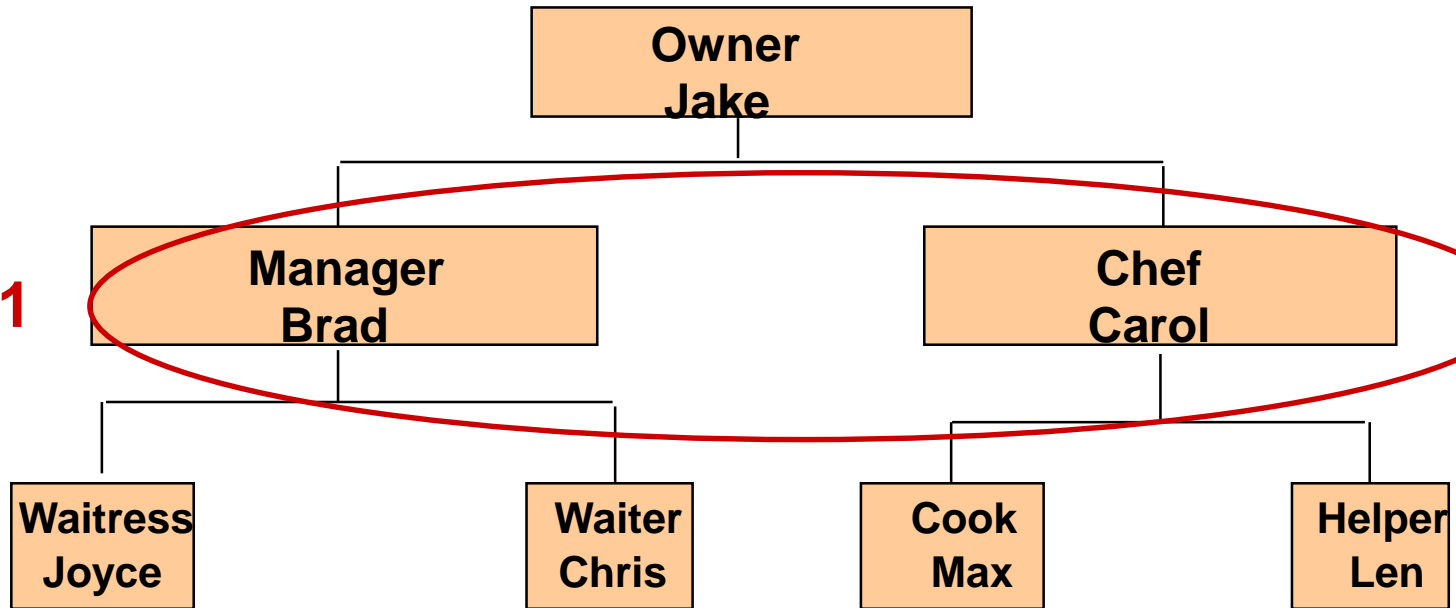 Owner
Jake
1
Manager
Brad
Chef
Carol
Waitress
Joyce
Waiter
Chris
Cook
Max
Helper
Len